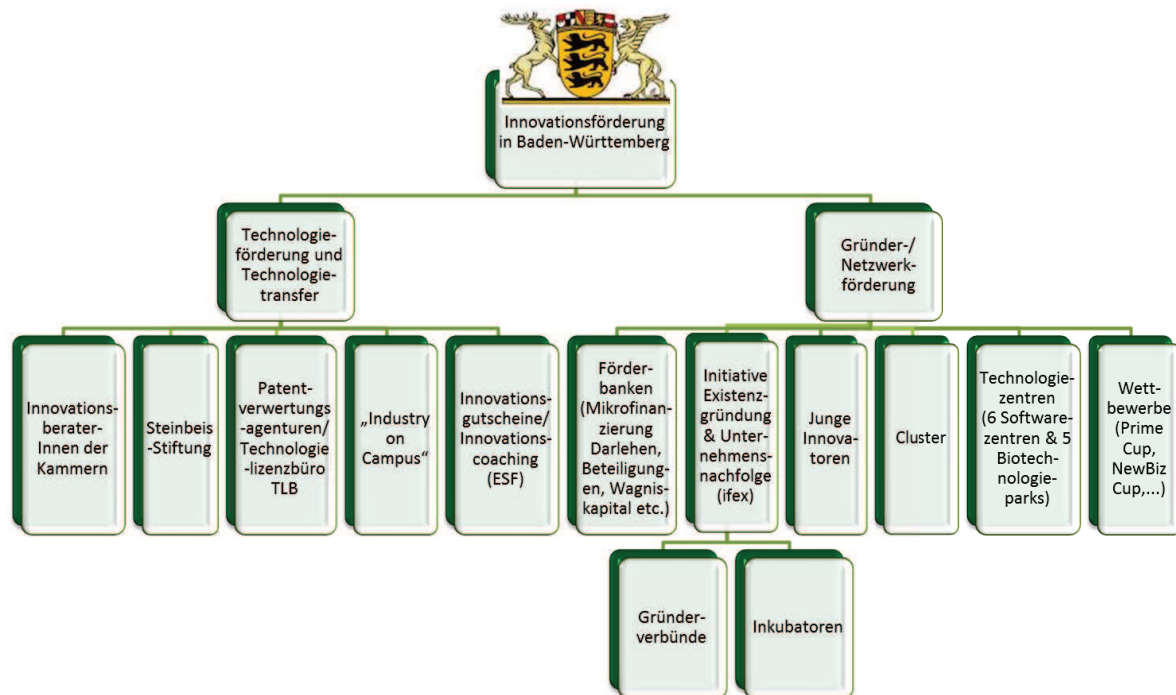 Innovationsförderung
in Baden-Württemberg
Technologie-
förderung und
Technologie-
transfer
Gründer-/
Netzwerk-
förderung
Innovations-
berater-
Innen der
Kammern
Steinbeis
-Stiftung
Patent-
verwertungs
-agenturen/
Technologie
-lizenzbüro
TLB
„Industry
on
Campus“
Innovations-
gutscheine/
Innovations-
coaching
(ESF)
Förder-
banken
(Mikrofinan-
zierung
Darlehen,
Beteiligung-
en, Wagnis-
kapital etc.)
Initiative
Existenz-
gründung
& Unter-
nehmens-
nachfolge
(ifex)
Junge
Innova-
toren
Cluster
Technologie-
zentren
(6 Software-
zentren & 5
Biotech-
nologie-
parks)
Wett-
bewerbe
(Prime
Cup,
NewBiz
Cup,...)
Gründer-
verbünde
Inkubatoren